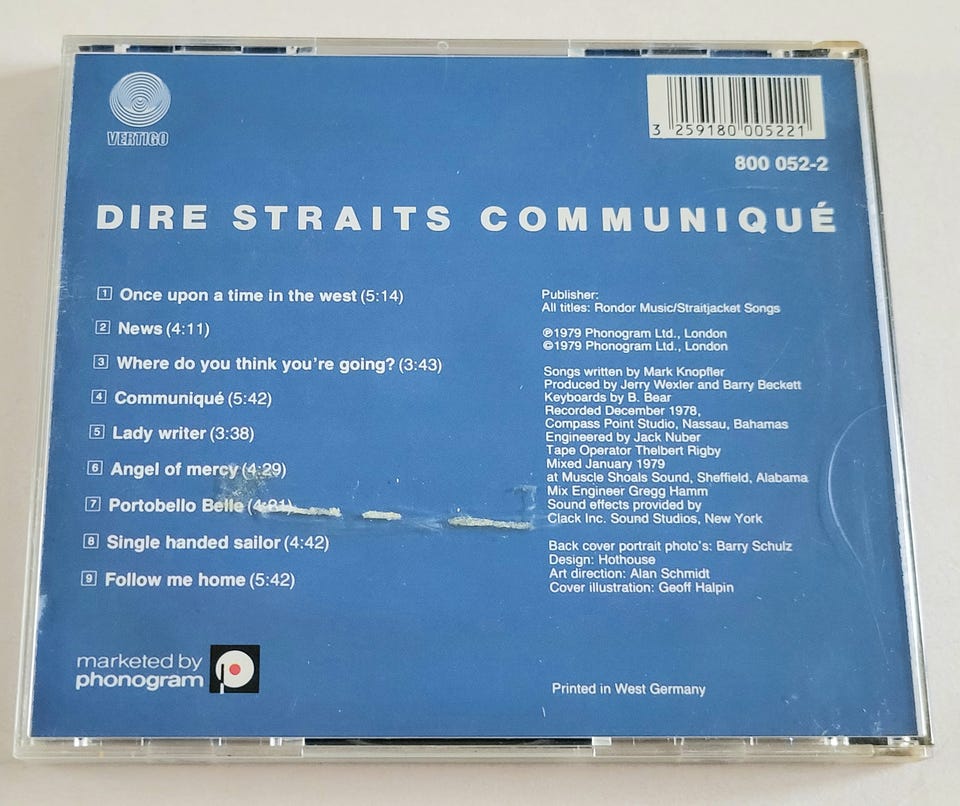 VERTIGO
3 259180 005221
800 052-2
DIRE STRAITS COMMUNIQUÉ
1 Once upon a time in the west (5:14)
2 News (4:11)
3 Where do you think you're going? (3:43)
4 Communiqué (5:42)
5 Lady writer (3:38)
6 Angel of mercy (4:29)
7 Portobello Belle
8 Single handed sailor (4:42)
9 Follow me home (5:42)
Publisher:
All titles: Rondor Music/Straitjacket Songs
℗1979 Phonogram Ltd., London
©1979 Phonogram Ltd., London
Songs written by Mark Knopfler
Produced by Jerry Wexler and Barry Beckett
Keyboards by B. Bear
Recorded December 1978,
Compass Point Studio, Nassau, Bahamas
Engineered by Jack Nuber
Tape Operator Thelbert Rigby
Mixed January 1979
at Muscle Shoals Sound, Sheffield, Alabama
Mix Engineer Gregg Hamm
Sound effects provided by
Clack Inc. Sound Studios, New York
Back cover portrait photo's: Barry Schulz
Design: Hothouse
Art direction: Alan Schmidt
Cover illustration: Geoff Halpin
marketed by
phonogram
Printed in West Germany